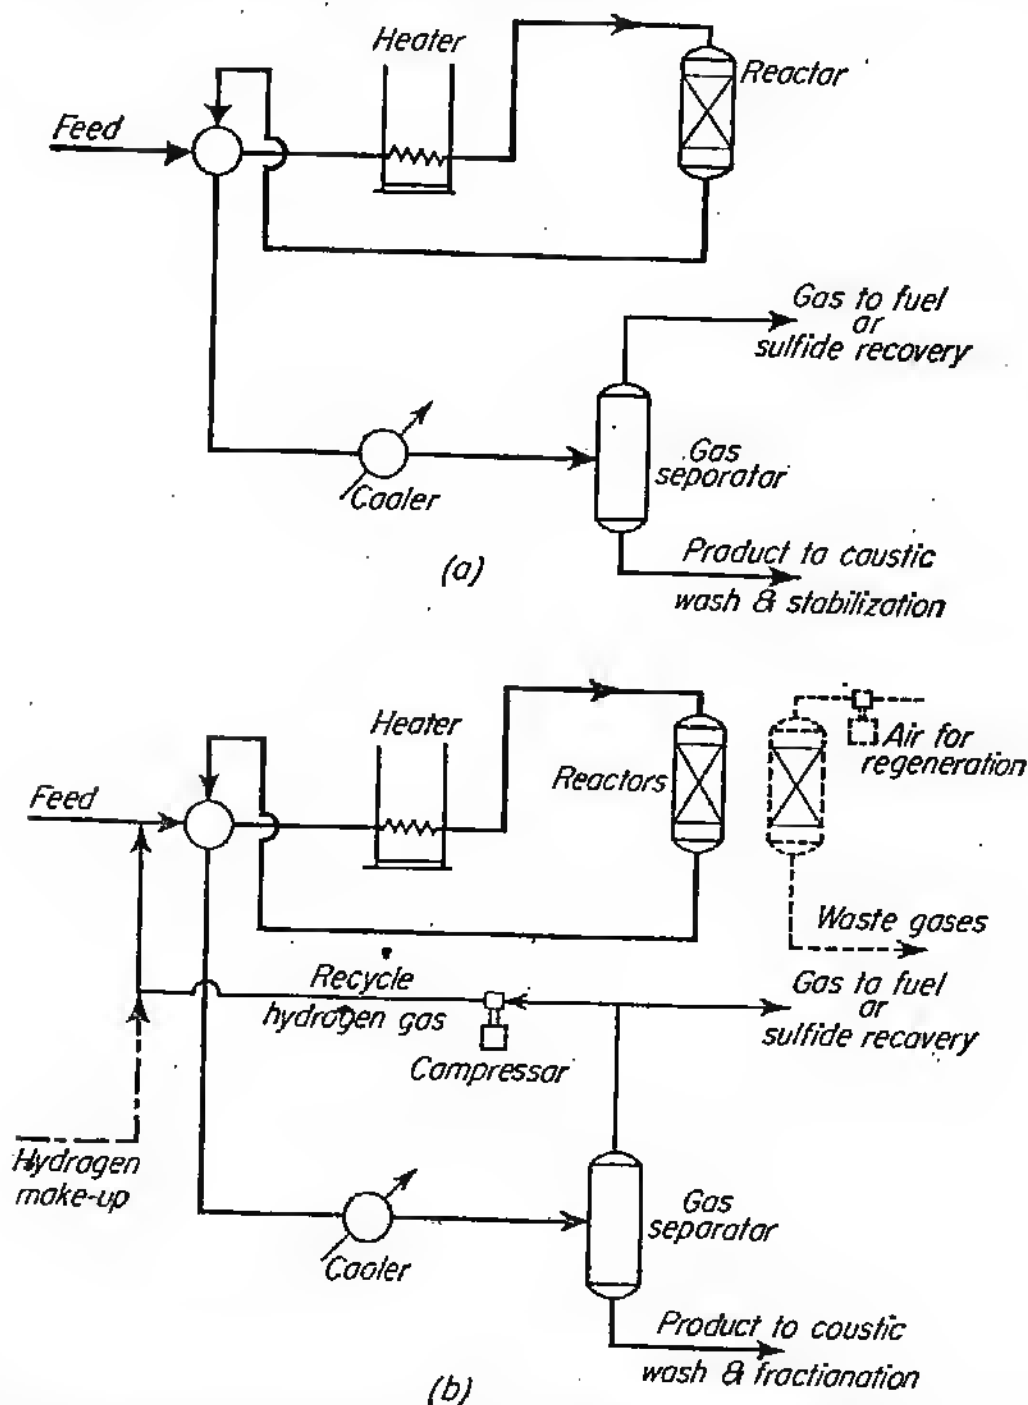 Heater
Reactor
Feed
Gas to fuel
or
sulfide recovery
Gas
separator
Cooler
Product to caustic
wash & stabilization
(a)
Heater
Air for
regeneration
Reactors
Feed
Waste gases
Recycle
hydrogen gas
Gas to fuel
or
sulfide recovery
Compressor
Hydrogen
make-up
Gas
separator
Cooler
Product to caustic
wash & fractionation
(b)